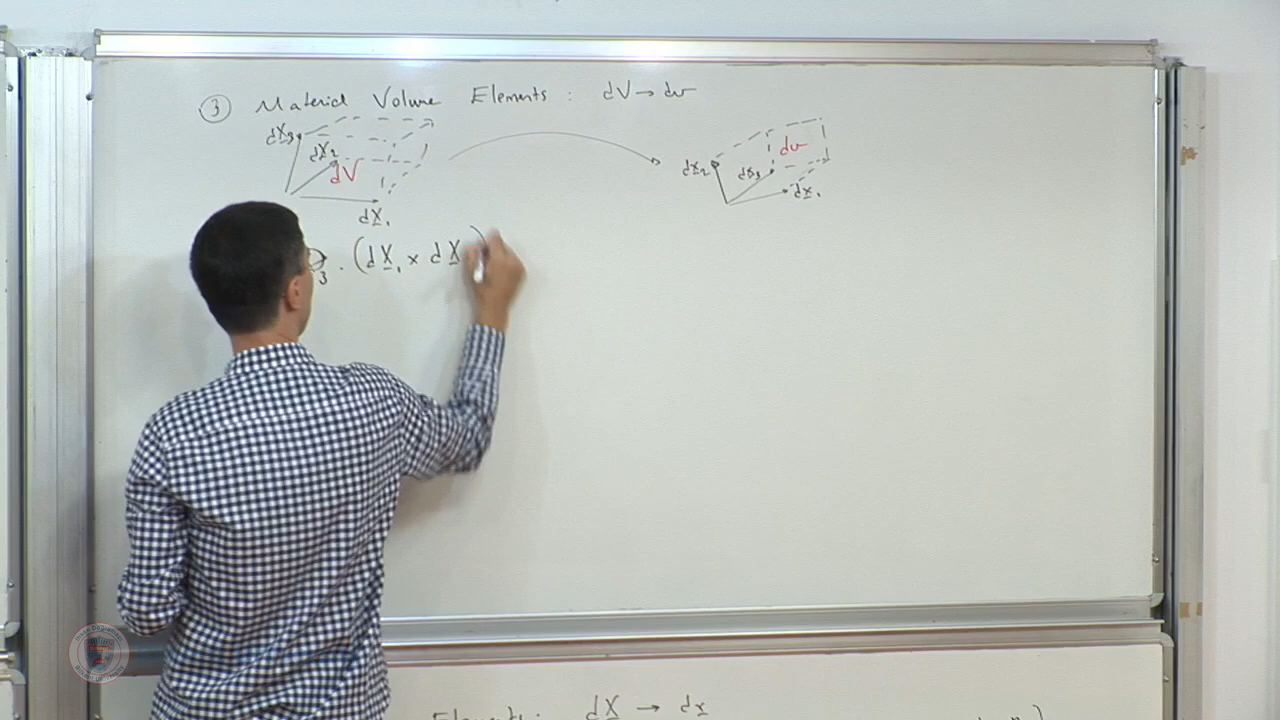 ③ Material Volume Elements : dV → dv
dX₃ dX₂ dV dX₁
dx₂ dx₃ dv dx₁
₃ · (dX₁ × dX )
Elements: dX → dx